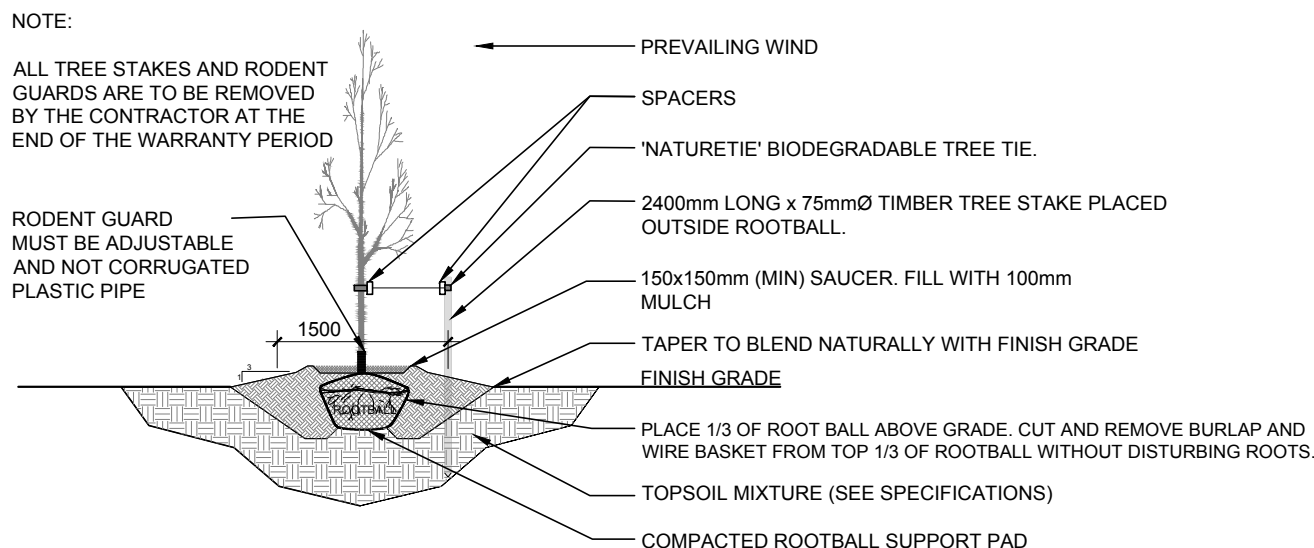 NOTE:
ALL TREE STAKES AND RODENT
GUARDS ARE TO BE REMOVED
BY THE CONTRACTOR AT THE
END OF THE WARRANTY PERIOD
RODENT GUARD
MUST BE ADJUSTABLE
AND NOT CORRUGATED
PLASTIC PIPE
PREVAILING WIND
SPACERS
'NATURETIE' BIODEGRADABLE TREE TIE.
2400mm LONG x 75mmØ TIMBER TREE STAKE PLACED
OUTSIDE ROOTBALL.
150x150mm (MIN) SAUCER. FILL WITH 100mm
MULCH
TAPER TO BLEND NATURALLY WITH FINISH GRADE
FINISH GRADE
PLACE 1/3 OF ROOT BALL ABOVE GRADE. CUT AND REMOVE BURLAP AND
WIRE BASKET FROM TOP 1/3 OF ROOTBALL WITHOUT DISTURBING ROOTS.
TOPSOIL MIXTURE (SEE SPECIFICATIONS)
COMPACTED ROOTBALL SUPPORT PAD
1500
3
1
ROOTBALL